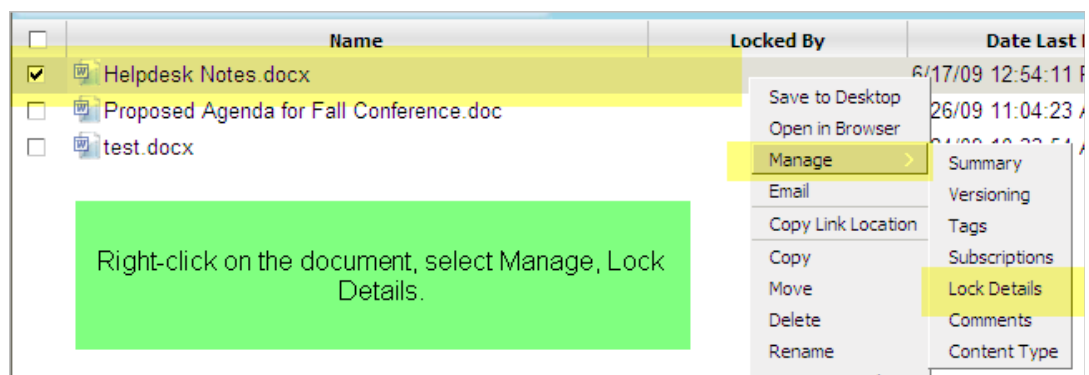 Name Locked By Date Last
Helpdesk Notes.docx 6/17/09 12:54:11
Proposed Agenda for Fall Conference.doc 26/09 11:04:23
test.docx
Save to Desktop
Open in Browser
Manage
Email
Copy Link Location
Copy
Move
Delete
Rename
Summary
Versioning
Tags
Subscriptions
Lock Details
Comments
Content Type
Right-click on the document, select Manage, Lock
Details.